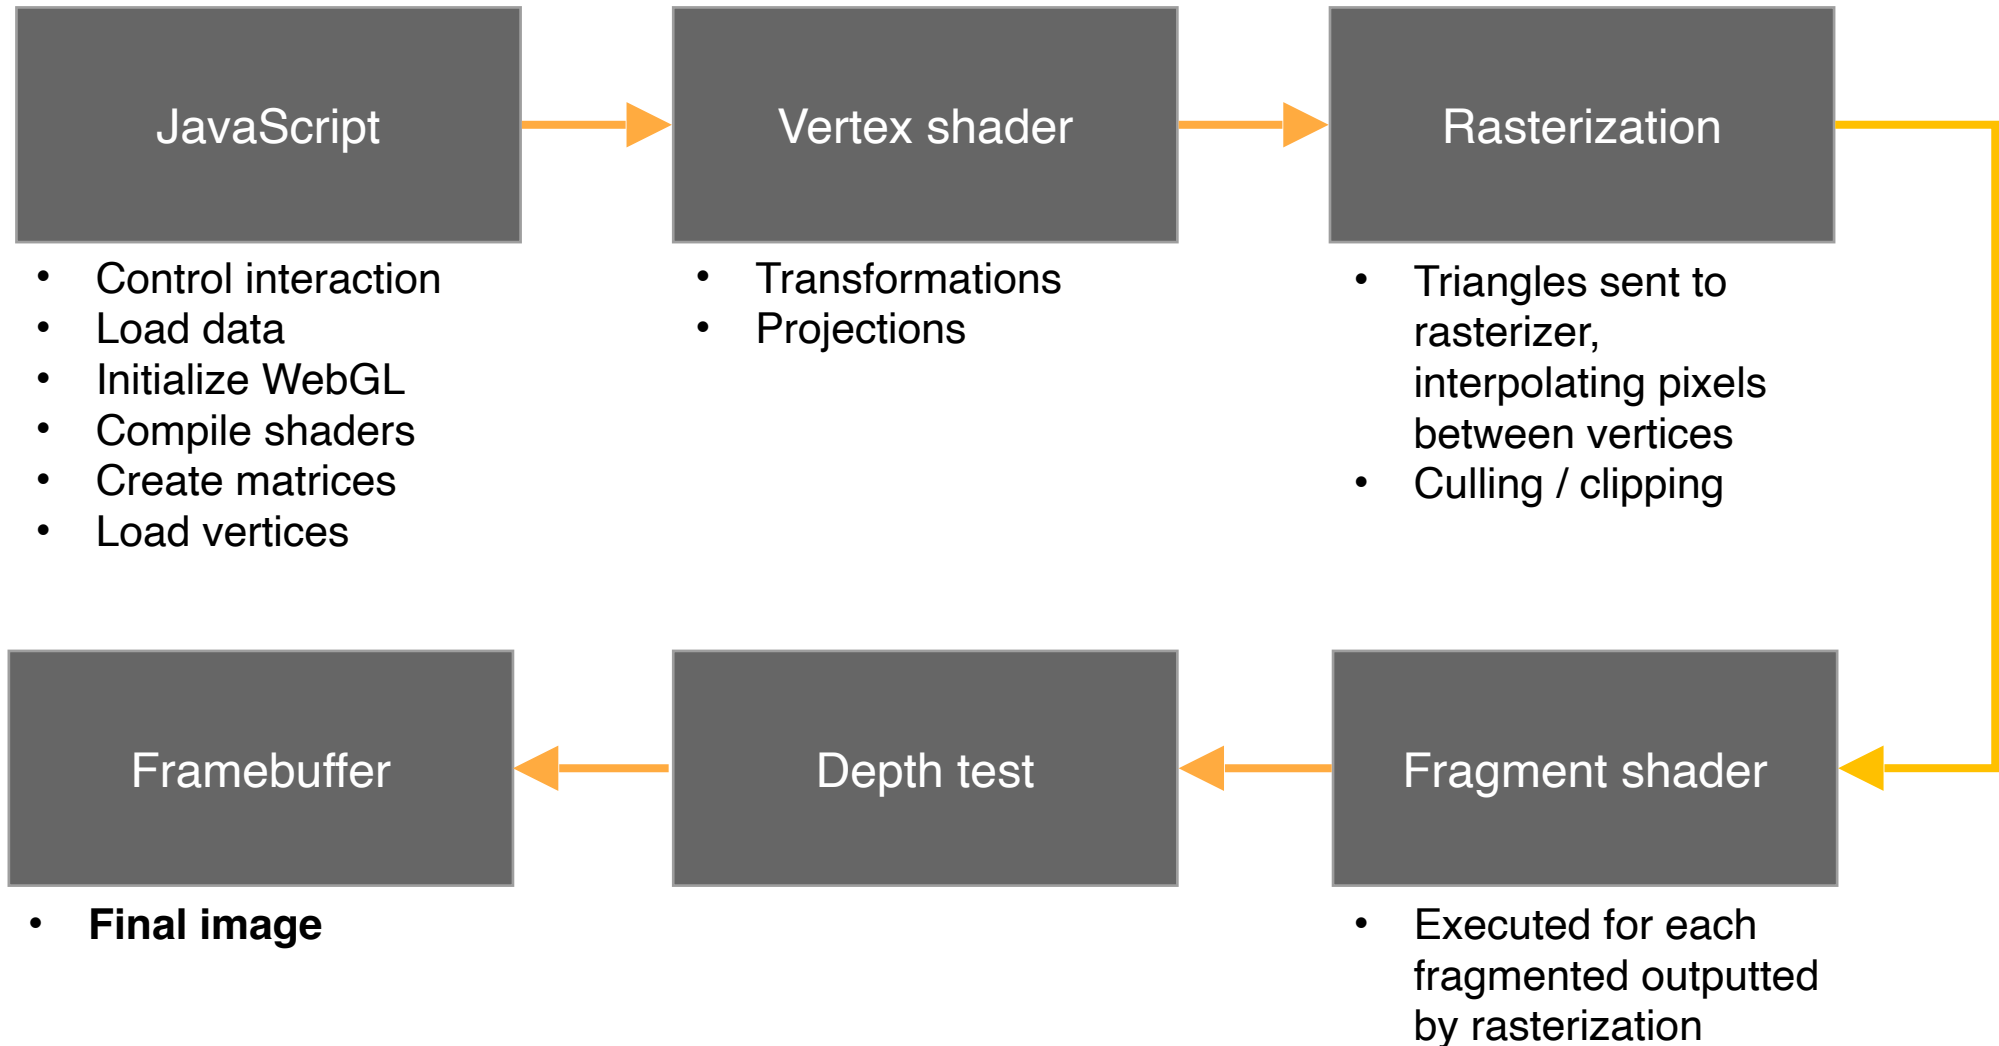 JavaScript
• Control interaction
• Load data
• Initialize WebGL
• Compile shaders
• Create matrices
• Load vertices
Vertex shader
• Transformations
• Projections
Rasterization
• Triangles sent to
rasterizer,
interpolating pixels
between vertices
• Culling / clipping
Fragment shader
• Executed for each
fragmented outputted
by rasterization
Depth test
Framebuffer
• Final image